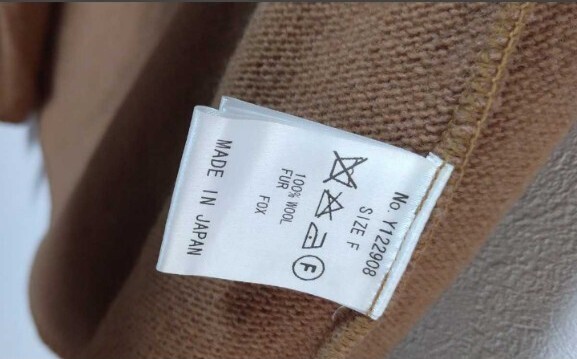 No. Y122908
SIZE F
F
100% WOOL
FUR FOX
MADE IN JAPAN